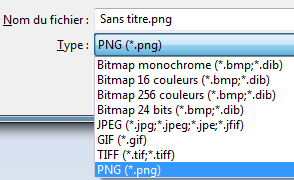 Nom du fichier : Sans titre.png
Type : PNG (*.png)
Bitmap monochrome (*.bmp;*.dib)
Bitmap 16 couleurs (*.bmp;*.dib)
Bitmap 256 couleurs (*.bmp;*.dib)
Bitmap 24 bits (*.bmp;*.dib)
JPEG (*.jpg;*.jpeg;*.jpe;*.jfif)
GIF (*.gif)
TIFF (*.tif;*.tiff)
PNG (*.png)